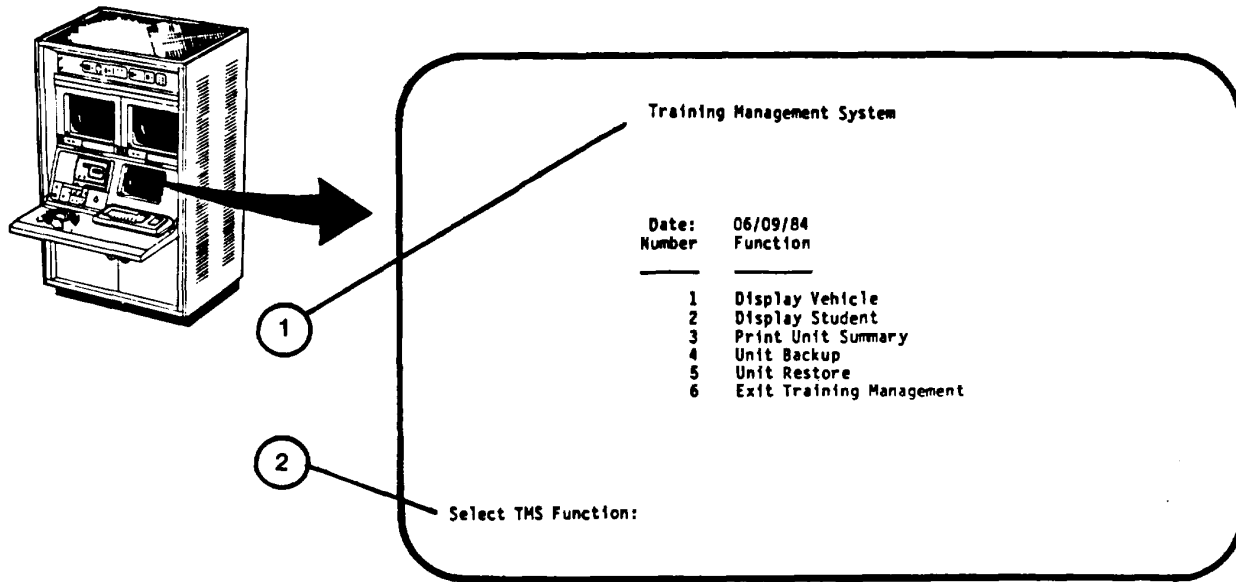 Training Management System
Date: 06/09/84
Number Function
1 Display Vehicle
2 Display Student
3 Print Unit Summary
4 Unit Backup
5 Unit Restore
6 Exit Training Management
1
2
Select TMS Function: